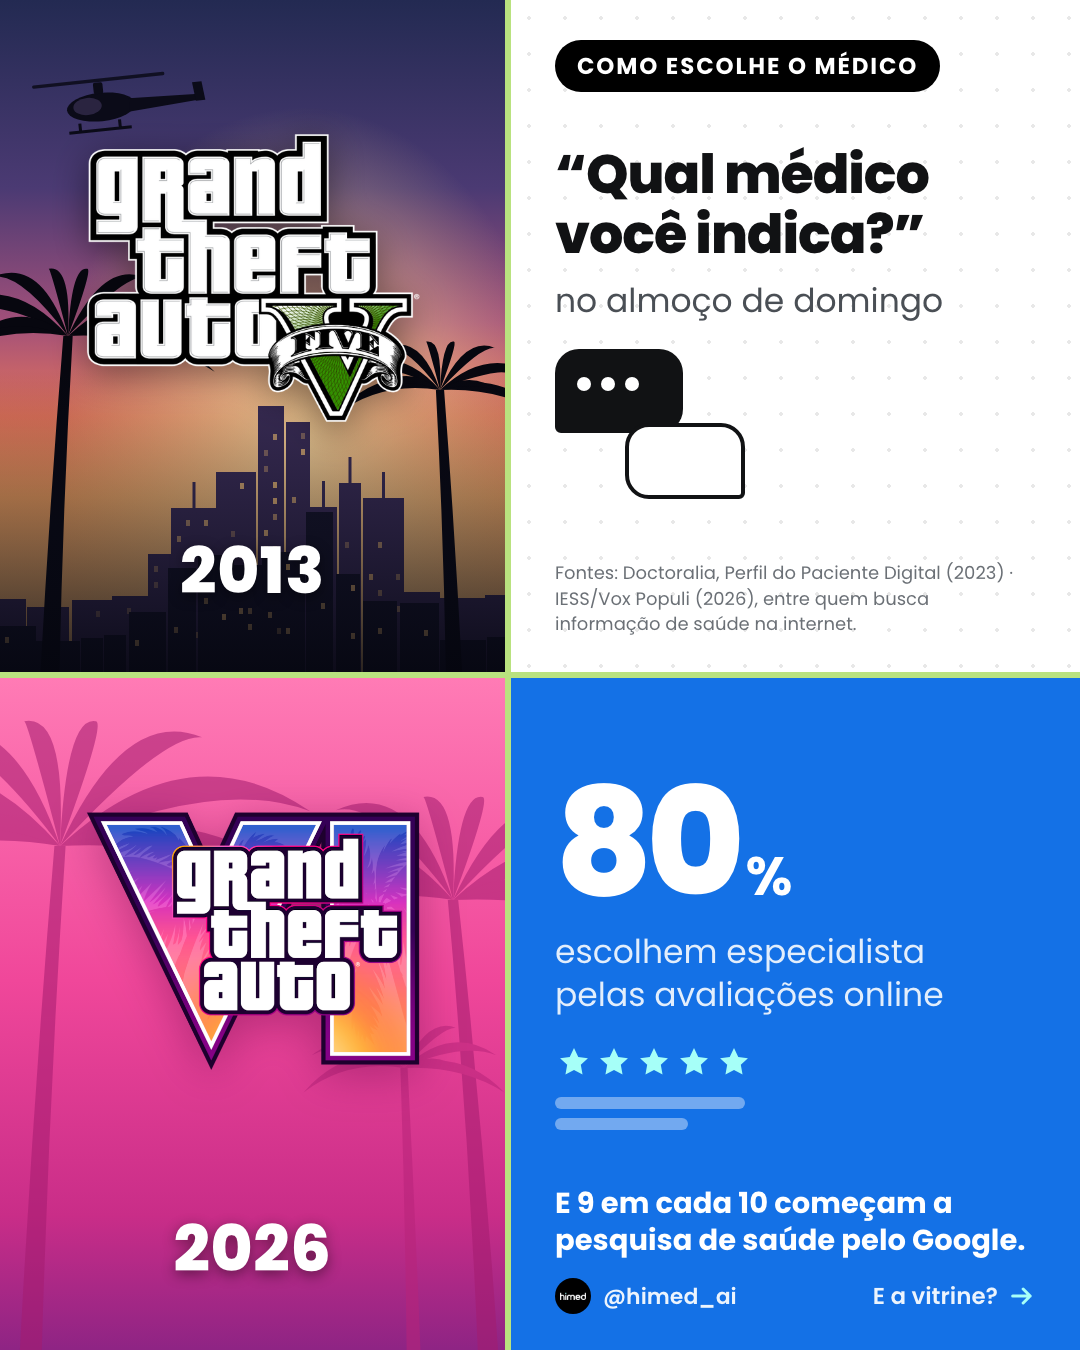 grand
theft
auto
FIVE
®
2013
COMO ESCOLHE O MÉDICO
“Qual médico
você indica?”
no almoço de domingo
Fontes: Doctoralia, Perfil do Paciente Digital (2023) ·
IESS/Vox Populi (2026), entre quem busca
informação de saúde na internet.
VI
grand
theft
auto
2026
80%
escolhem especialista
pelas avaliações online
E 9 em cada 10 começam a
pesquisa de saúde pelo Google.
himed
@himed_ai
E a vitrine? →